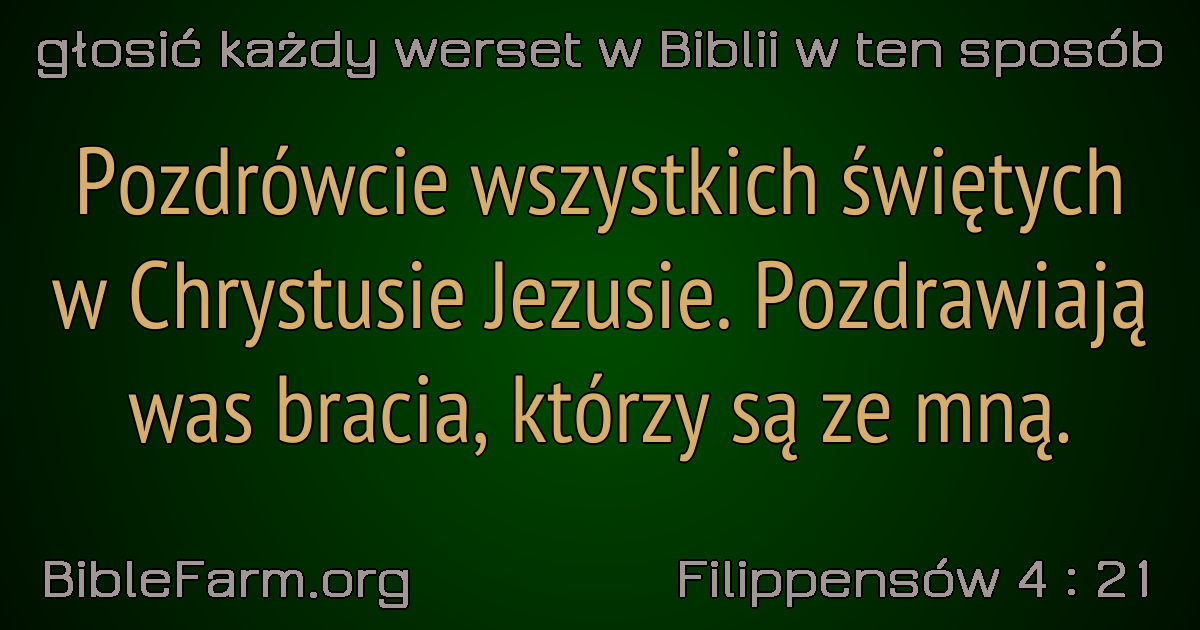 głosić każdy werset w Biblii w ten sposób
Pozdrówcie wszystkich świętych
w Chrystusie Jezusie. Pozdrawiają
was bracia, którzy są ze mną.
BibleFarm.org
Filippensów 4 : 21